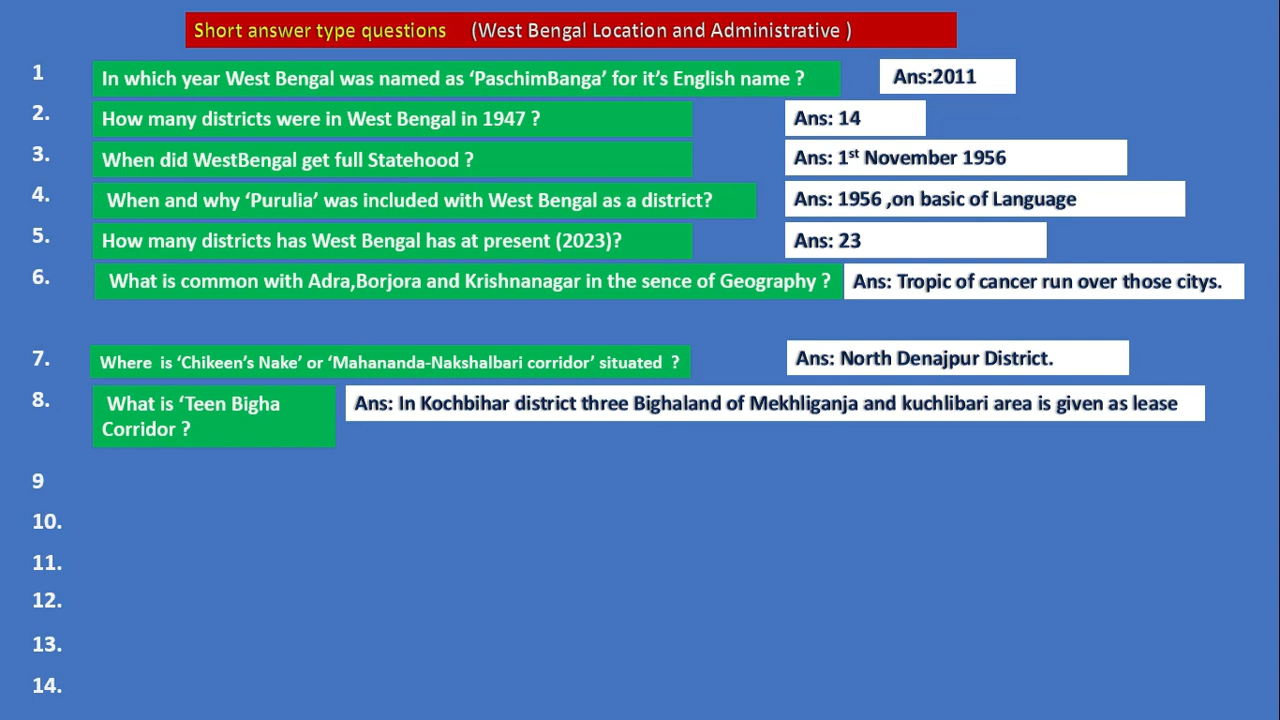 Short answer type questions (West Bengal Location and Administrative )
1 In which year West Bengal was named as ‘PaschimBanga’ for it’s English name ? Ans:2011
2. How many districts were in West Bengal in 1947 ? Ans: 14
3. When did WestBengal get full Statehood ? Ans: 1st November 1956
4. When and why ‘Purulia’ was included with West Bengal as a district? Ans: 1956 ,on basic of Language
5. How many districts has West Bengal has at present (2023)? Ans: 23
6. What is common with Adra,Borjora and Krishnanagar in the sence of Geography ? Ans: Tropic of cancer run over those citys.
7. Where is ‘Chikeen’s Nake’ or ‘Mahananda-Nakshalbari corridor’ situated ? Ans: North Denajpur District.
8. What is ‘Teen Bigha Ans: In Kochbihar district three Bighaland of Mekhliganja and kuchlibari area is given as lease
Corridor ?
9
10.
11.
12.
13.
14.